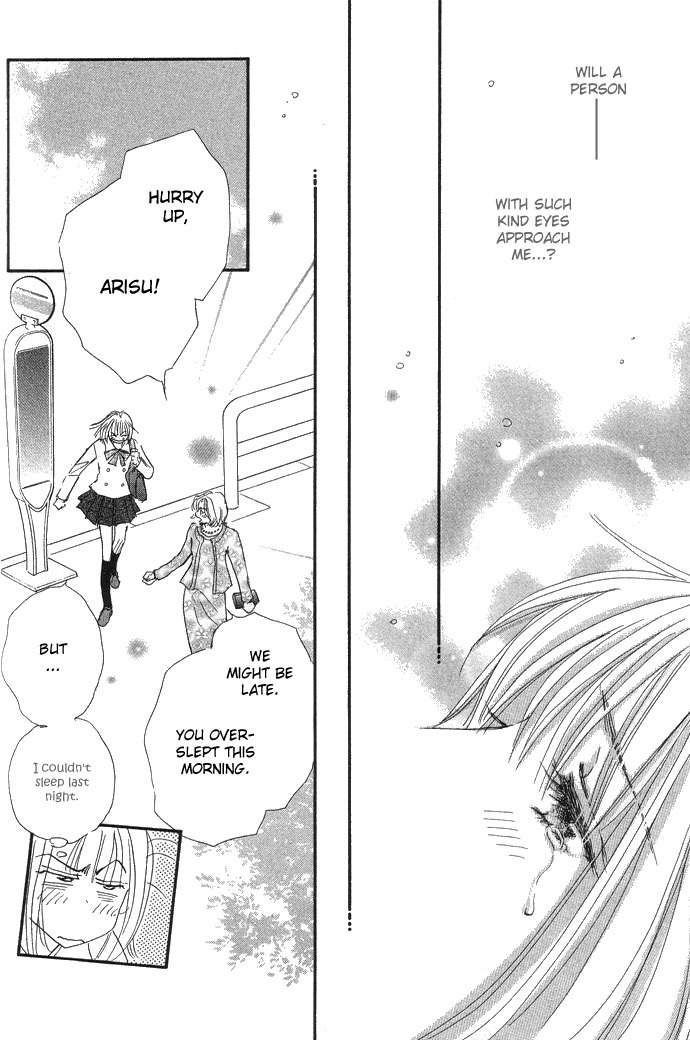 WILL A
PERSON
WITH SUCH
KIND EYES
APPROACH
ME...?
HURRY
UP,
ARISU!
WE
MIGHT BE
LATE.
YOU OVER-
SLEPT THIS
MORNING.
BUT
...
I couldn't
sleep last
night.